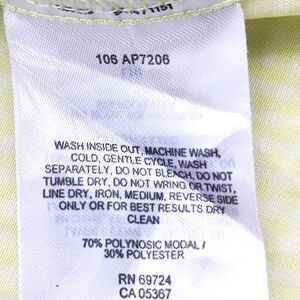 106 AP7206
WASH INSIDE OUT, MACHINE WASH,
COLD, GENTLE CYCLE, WASH
SEPARATELY, DO NOT BLEACH, DO NOT
TUMBLE DRY, DO NOT WRING OR TWIST,
LINE DRY, IRON, MEDIUM, REVERSE SIDE
ONLY OR FOR BEST RESULTS DRY
CLEAN
70% POLYNOSIC MODAL /
30% POLYESTER
RN 69724
CA 05367